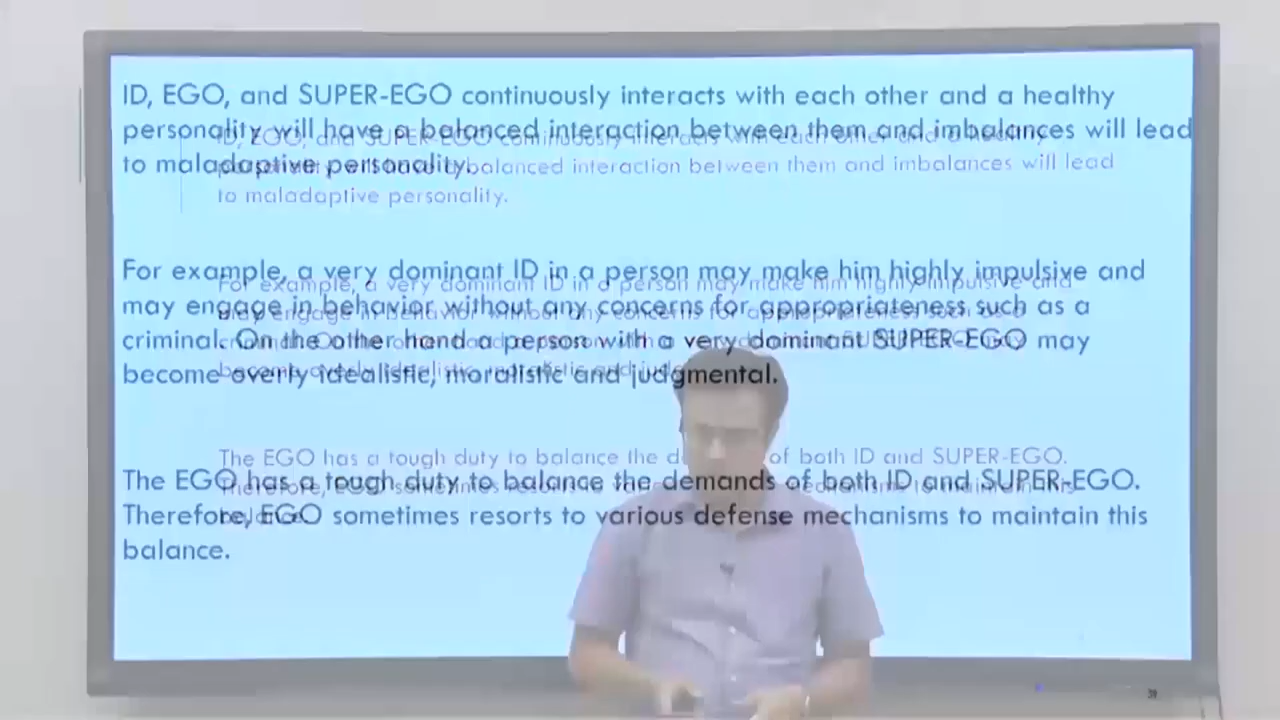 ID, EGO, and SUPER-EGO continuously interacts with each other and a healthy
personality will have a balanced interaction between them and imbalances will lead
to maladaptive personality.
For example, a very dominant ID in a person may make him highly impulsive and
may engage in behavior without any concerns for appropriateness such as a
criminal. On the other hand a person with a very dominant SUPER-EGO may
become overly idealistic, moralistic and judgmental.
The EGO has a tough duty to balance the demands of both ID and SUPER-EGO.
Therefore, EGO sometimes resorts to various defense mechanisms to maintain this
balance.